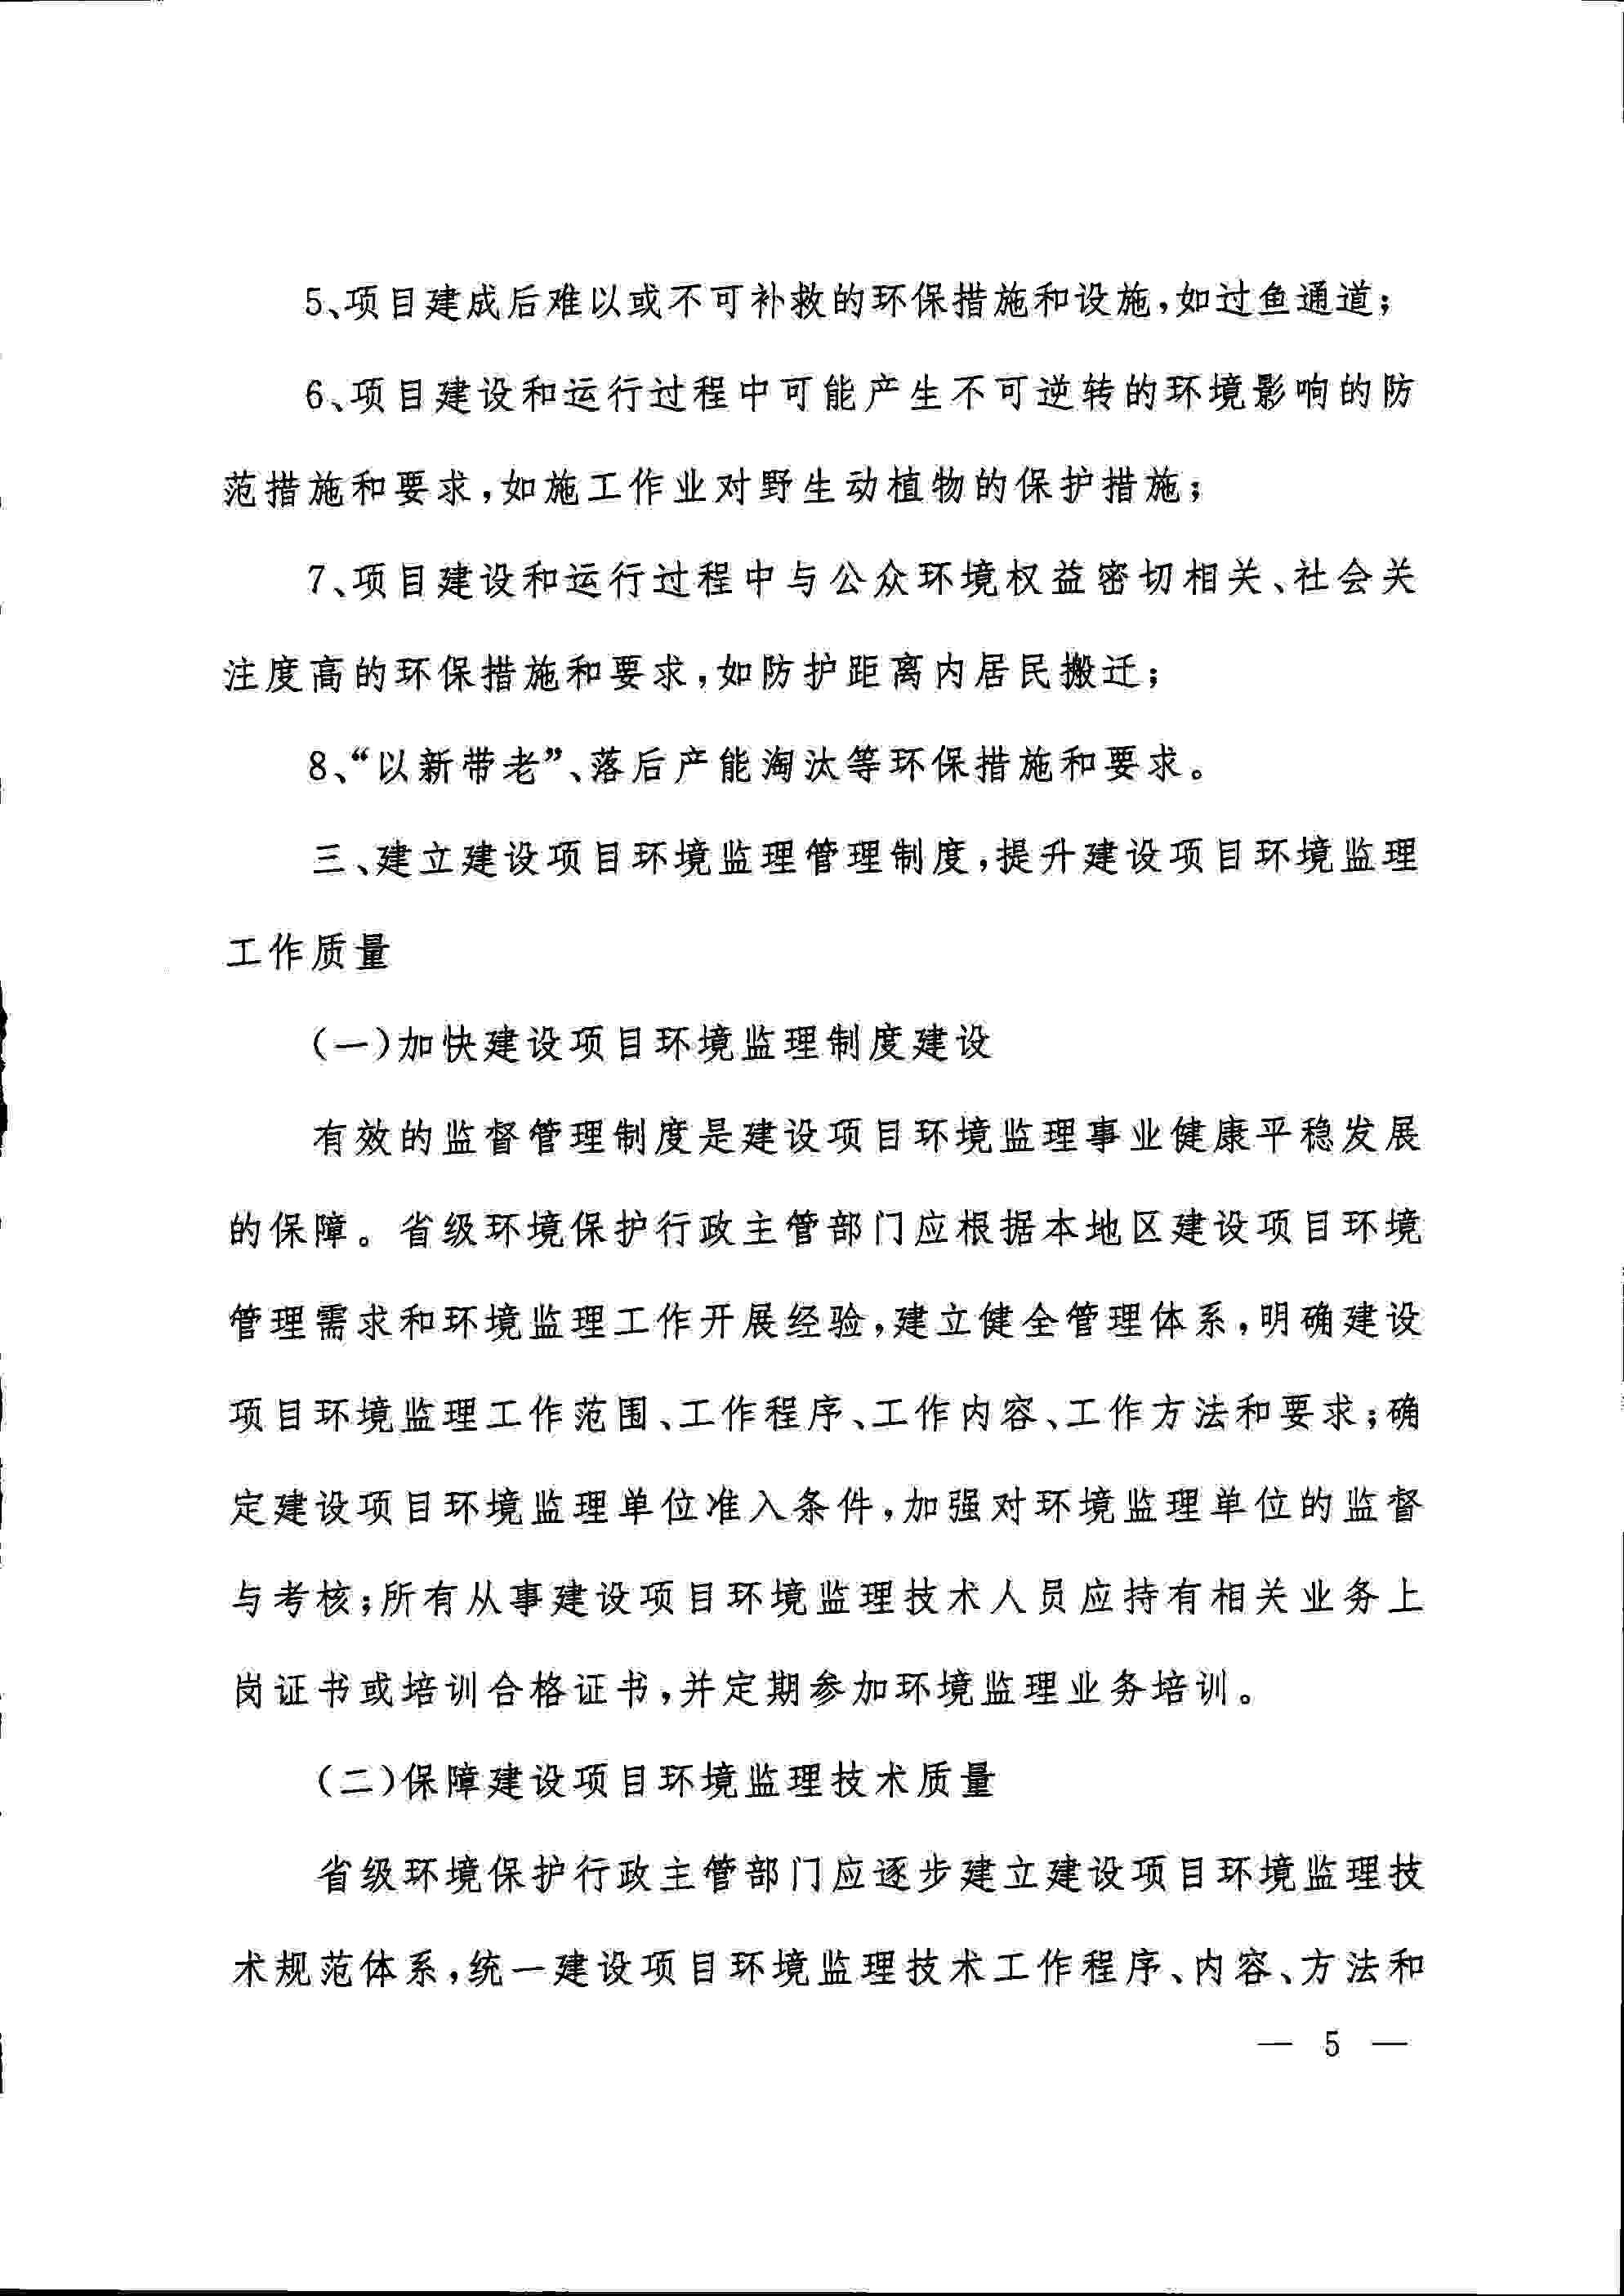 5、项目建成后难以或不可补救的环保措施和设施，如过鱼通道；
6、项目建设和运行过程中可能产生不可逆转的环境影响的防
范措施和要求，如施工作业对野生动植物的保护措施；
7、项目建设和运行过程中与公众环境权益密切相关、社会关
注度高的环保措施和要求，如防护距离内居民搬迁；
8、“以新带老”、落后产能淘汰等环保措施和要求。
三、建立建设项目环境监理管理制度，提升建设项目环境监理
工作质量
（一）加快建设项目环境监理制度建设
有效的监督管理制度是建设项目环境监理事业健康平稳发展
的保障。省级环境保护行政主管部门应根据本地区建设项目环境
管理需求和环境监理工作开展经验，建立健全管理体系，明确建设
项目环境监理工作范围、工作程序、工作内容、工作方法和要求；确
定建设项目环境监理单位准入条件，加强对环境监理单位的监督
与考核；所有从事建设项目环境监理技术人员应持有相关业务上
岗证书或培训合格证书，并定期参加环境监理业务培训。
（二）保障建设项目环境监理技术质量
省级环境保护行政主管部门应逐步建立建设项目环境监理技
术规范体系，统一建设项目环境监理技术工作程序、内容、方法和
— 5 —